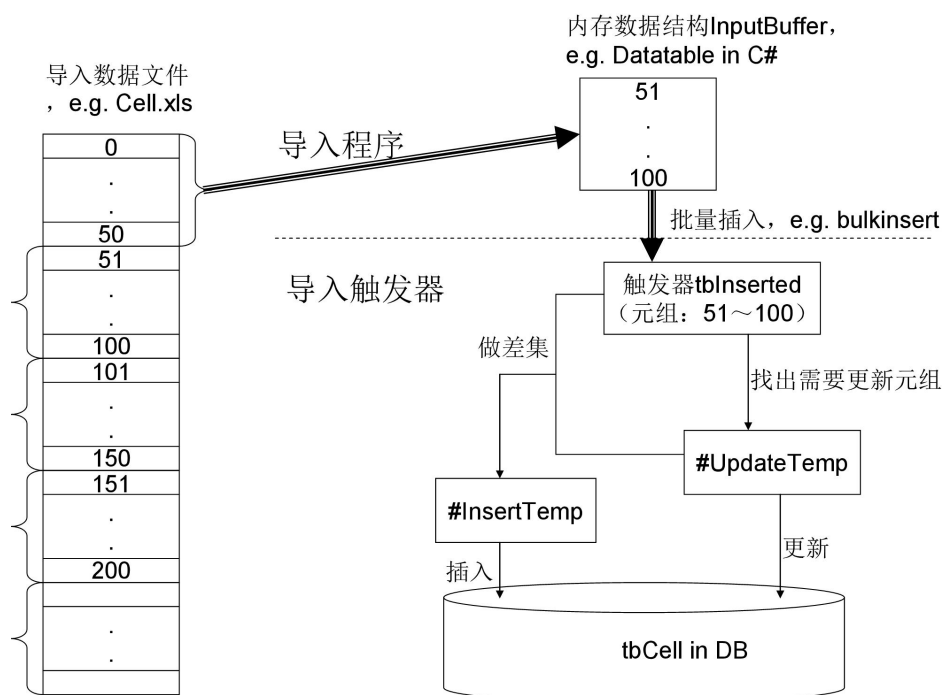 导入数据文件
，e.g. Cell.xls
0
.
.
50
51
.
.
100
101
.
.
150
151
.
.
200
.
.
导入程序
内存数据结构InputBuffer，
e.g. Datatable in C#
51
.
.
100
批量插入，e.g. bulkinsert
导入触发器
触发器tbInserted
（元组：51～100）
做差集
找出需要更新元组
#UpdateTemp
#InsertTemp
插入
更新
tbCell in DB